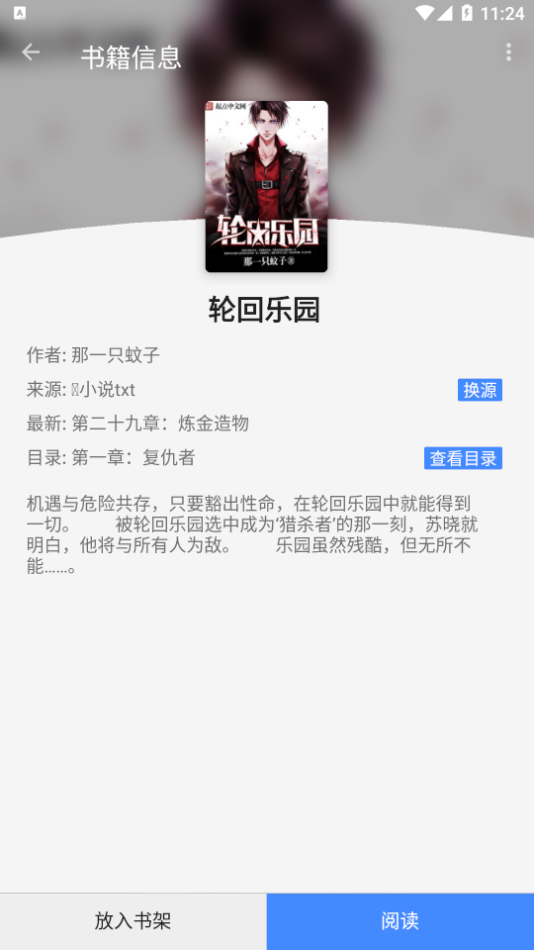 A
11:24
书籍信息
起点中文网
轮回乐园
那一只蚊子著
轮回乐园
作者: 那一只蚊子
来源: 小说txt
换源
最新: 第二十九章：炼金造物
目录: 第一章：复仇者
查看目录
机遇与危险共存，只要豁出性命，在轮回乐园中就能得到
一切。 被轮回乐园选中成为‘猎杀者’的那一刻，苏晓就
明白，他将与所有人为敌。 乐园虽然残酷，但无所不
能……。
放入书架
阅读